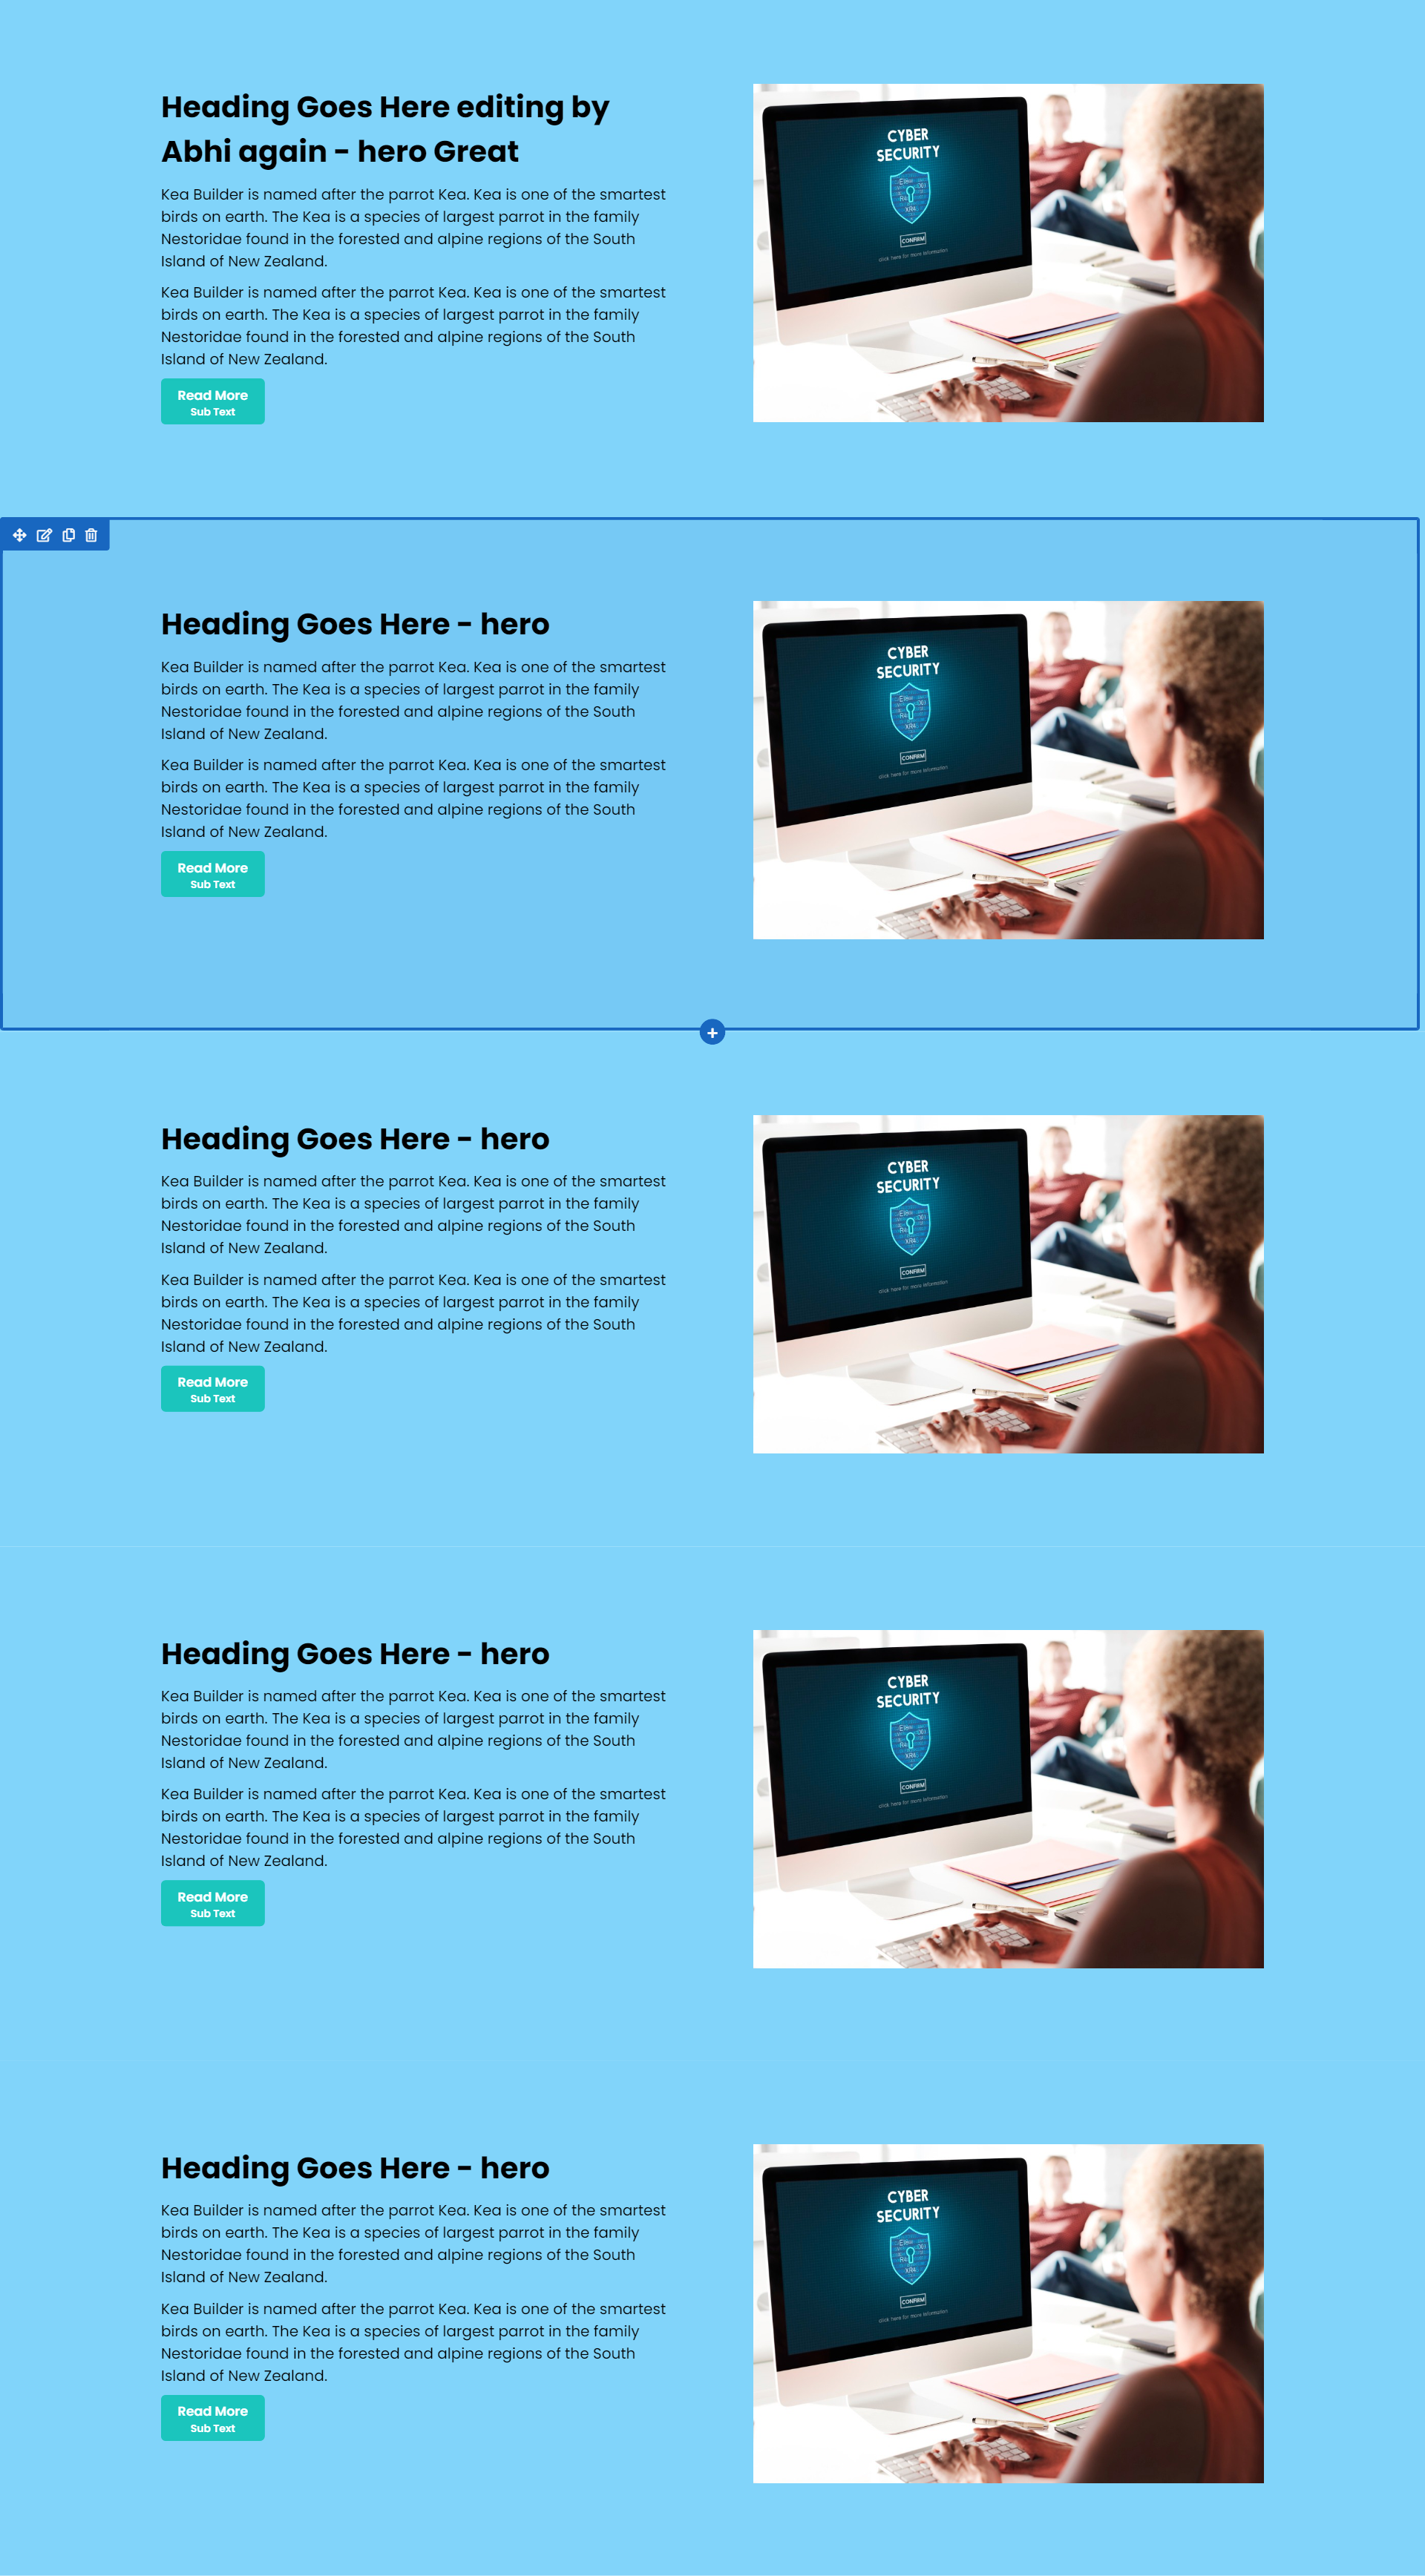 Heading Goes Here editing by
Abhi again - hero Great
Kea Builder is named after the parrot Kea. Kea is one of the smartest
birds on earth. The Kea is a species of largest parrot in the family
Nestoridae found in the forested and alpine regions of the South
Island of New Zealand.
Kea Builder is named after the parrot Kea. Kea is one of the smartest
birds on earth. The Kea is a species of largest parrot in the family
Nestoridae found in the forested and alpine regions of the South
Island of New Zealand.
Read More
Sub Text
CYBER
SECURITY
CONFIRM
click here for more information
Heading Goes Here - hero
Kea Builder is named after the parrot Kea. Kea is one of the smartest
birds on earth. The Kea is a species of largest parrot in the family
Nestoridae found in the forested and alpine regions of the South
Island of New Zealand.
Kea Builder is named after the parrot Kea. Kea is one of the smartest
birds on earth. The Kea is a species of largest parrot in the family
Nestoridae found in the forested and alpine regions of the South
Island of New Zealand.
Read More
Sub Text
CYBER
SECURITY
CONFIRM
click here for more information
Heading Goes Here - hero
Kea Builder is named after the parrot Kea. Kea is one of the smartest
birds on earth. The Kea is a species of largest parrot in the family
Nestoridae found in the forested and alpine regions of the South
Island of New Zealand.
Kea Builder is named after the parrot Kea. Kea is one of the smartest
birds on earth. The Kea is a species of largest parrot in the family
Nestoridae found in the forested and alpine regions of the South
Island of New Zealand.
Read More
Sub Text
CYBER
SECURITY
CONFIRM
click here for more information
Heading Goes Here - hero
Kea Builder is named after the parrot Kea. Kea is one of the smartest
birds on earth. The Kea is a species of largest parrot in the family
Nestoridae found in the forested and alpine regions of the South
Island of New Zealand.
Kea Builder is named after the parrot Kea. Kea is one of the smartest
birds on earth. The Kea is a species of largest parrot in the family
Nestoridae found in the forested and alpine regions of the South
Island of New Zealand.
Read More
Sub Text
CYBER
SECURITY
CONFIRM
click here for more information
Heading Goes Here - hero
Kea Builder is named after the parrot Kea. Kea is one of the smartest
birds on earth. The Kea is a species of largest parrot in the family
Nestoridae found in the forested and alpine regions of the South
Island of New Zealand.
Kea Builder is named after the parrot Kea. Kea is one of the smartest
birds on earth. The Kea is a species of largest parrot in the family
Nestoridae found in the forested and alpine regions of the South
Island of New Zealand.
Read More
Sub Text
CYBER
SECURITY
CONFIRM
click here for more information